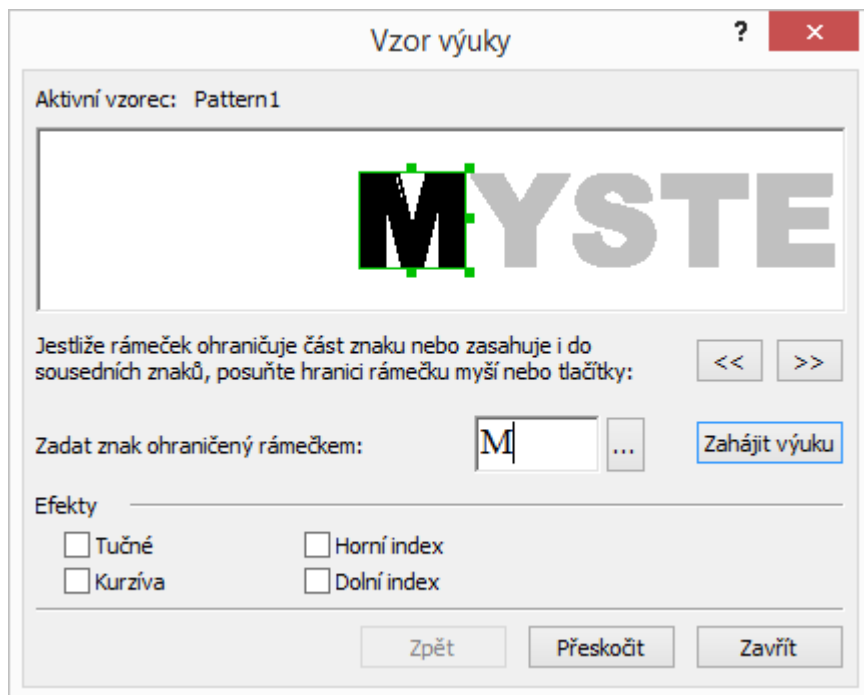 Vzor výuky ?
Aktivní vzorec: Pattern1
MYSTE
Jestliže rámeček ohraničuje část znaku nebo zasahuje i do
sousedních znaků, posuňte hranici rámečku myší nebo tlačítky:
<< >>
Zadat znak ohraničený rámečkem: M ... Zahájit výuku
Efekty
Tučné Horní index
Kurzíva Dolní index
Zpět Přeskočit Zavřít